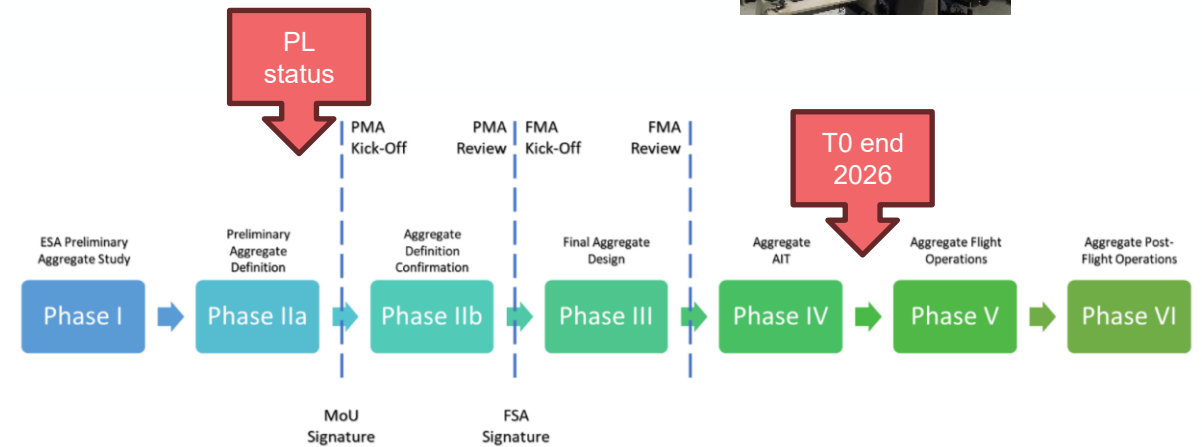 PL
status
T0 end
2026
PMA
Kick-Off
PMA
Review
FMA
Kick-Off
FMA
Review
ESA Preliminary
Aggregate Study
Preliminary
Aggregate
Definition
Aggregate
Definition
Confirmation
Final Aggregate
Design
Aggregate
AIT
Aggregate Flight
Operations
Aggregate Post-
Flight Operations
Phase I
Phase IIa
Phase IIb
Phase III
Phase IV
Phase V
Phase VI
MoU
Signature
FSA
Signature